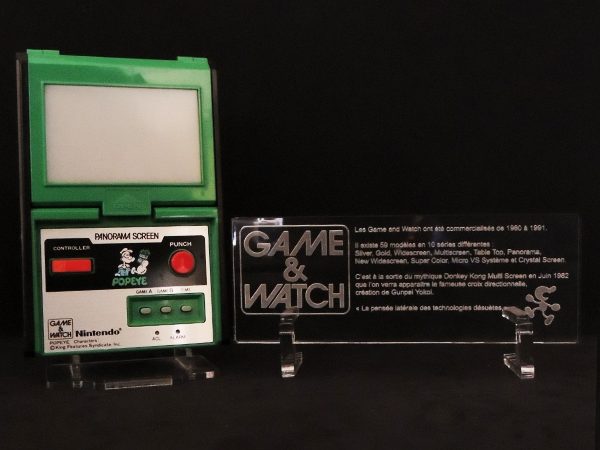 PANORAMA SCREEN
CONTROLLER
PUNCH
POPEYE
GAME A GAME B TIME
GAME & WATCH Nintendo
ACL ALARM
POPEYE Characters
©King Features Syndicate, Inc.
GAME
&
WATCH
Les Game and Watch ont été commercialisés de 1980 à 1991.
Il existe 59 modèles en 10 séries différentes :
Silver, Gold, Widescreen, Multiscreen, Table Top, Panorama,
New Widescreen, Super Color, Micro VS Système et Crystal Screen.
C'est à la sortie du mythique Donkey Kong Multi Screen en Juin 1982
que l'on verra apparaître la fameuse croix directionnelle,
création de Gunpei Yokoi.
« La pensée latérale des technologies désuètes